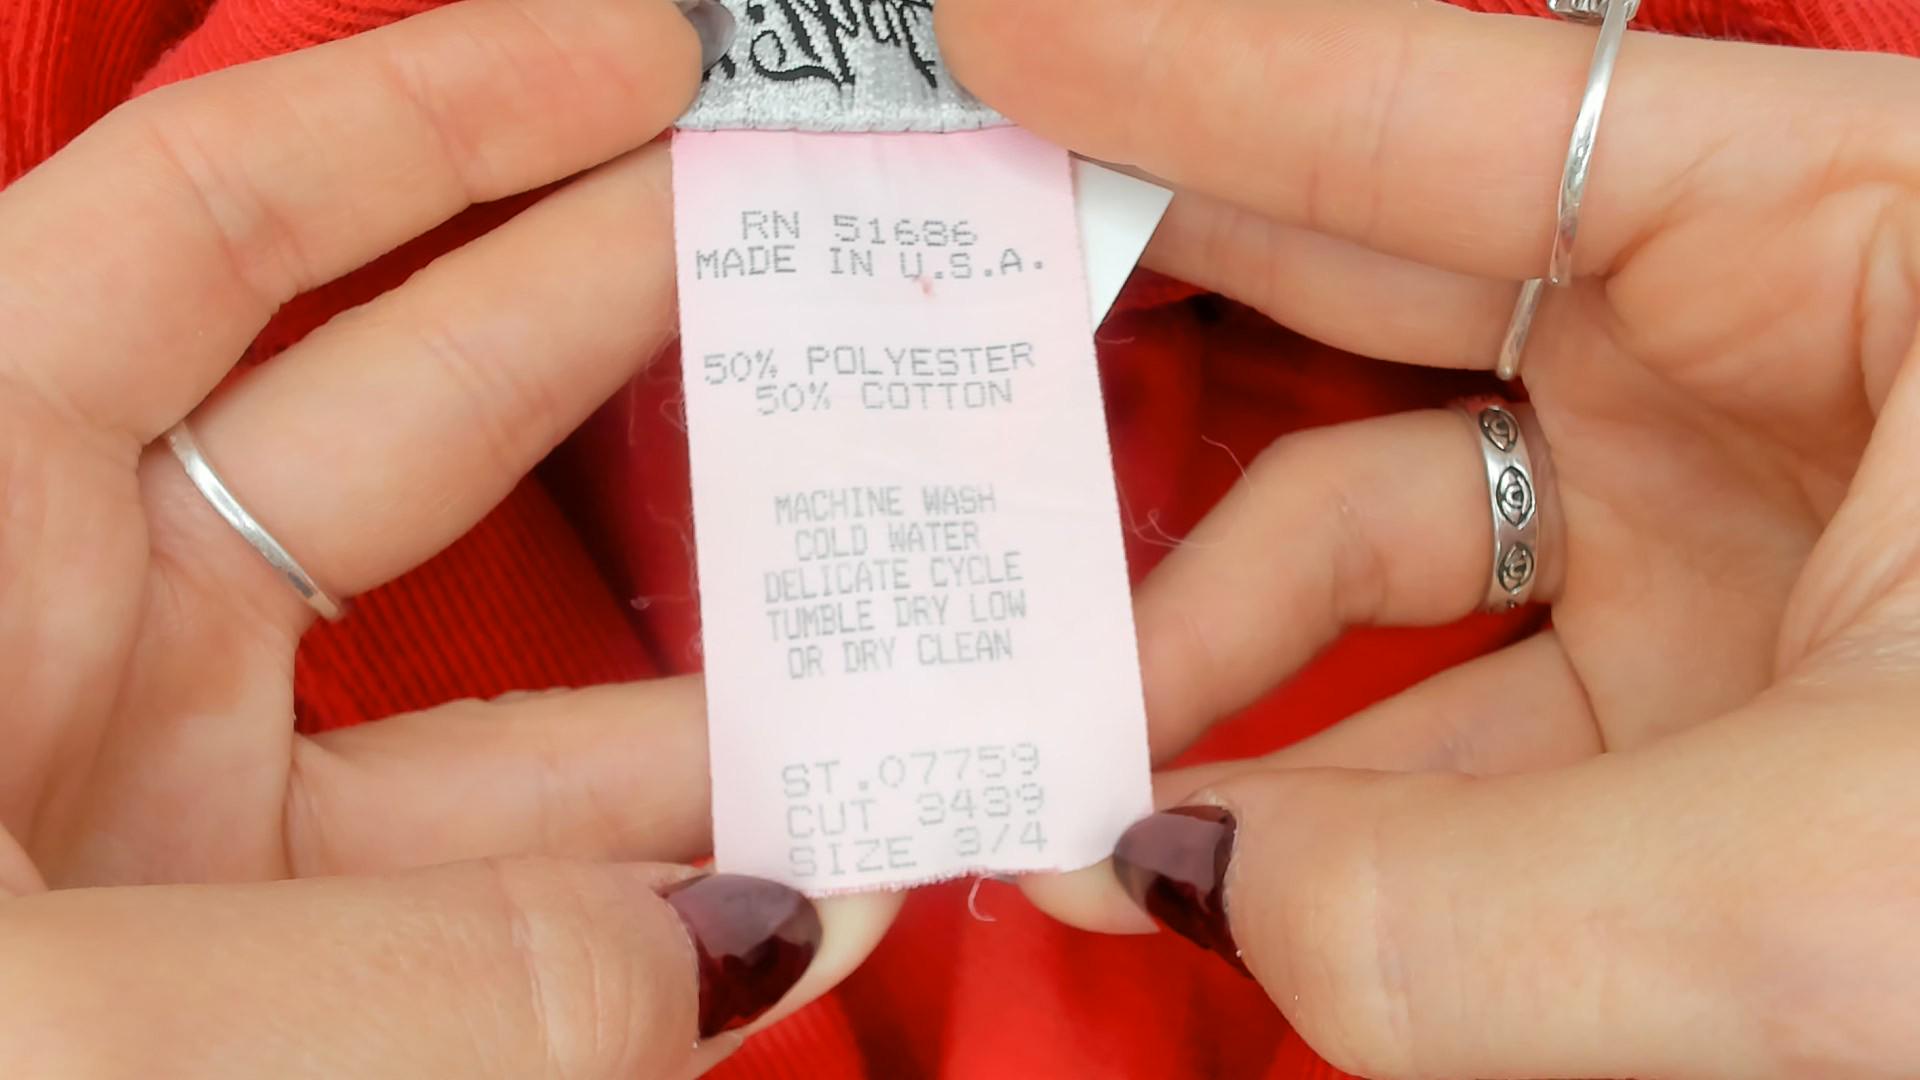 RN 51686
MADE IN U.S.A.
50% POLYESTER
50% COTTON
MACHINE WASH
COLD WATER
DELICATE CYCLE
TUMBLE DRY LOW
OR DRY CLEAN
ST.07759
CUT 3439
SIZE 3/4